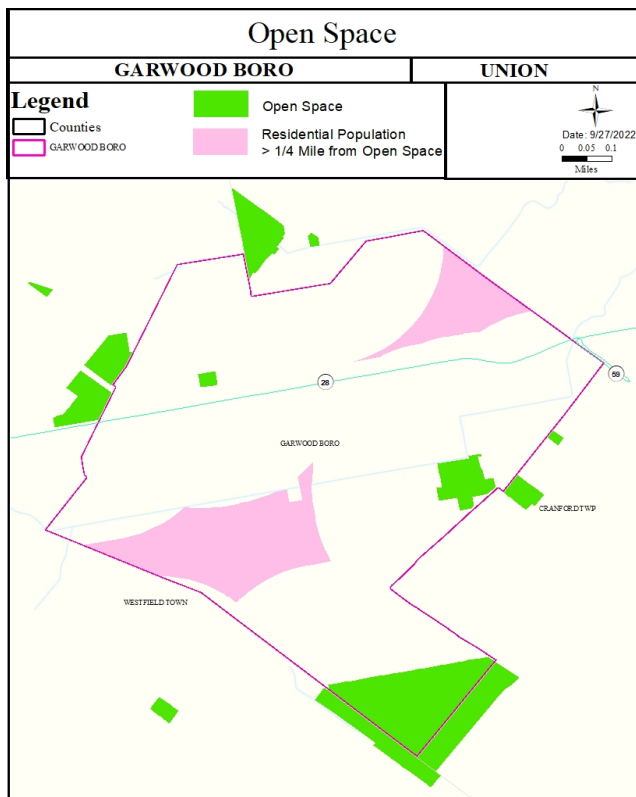 Open Space
GARWOOD BORO
UNION
Legend
Counties
GARWOOD BORO
Open Space
Residential Population
> 1/4 Mile from Open Space
N
Date: 9/27/2022
0 0.05 0.1
Miles
28
59
GARWOOD BORO
CRANFORD TWP
WESTFIELD TOWN